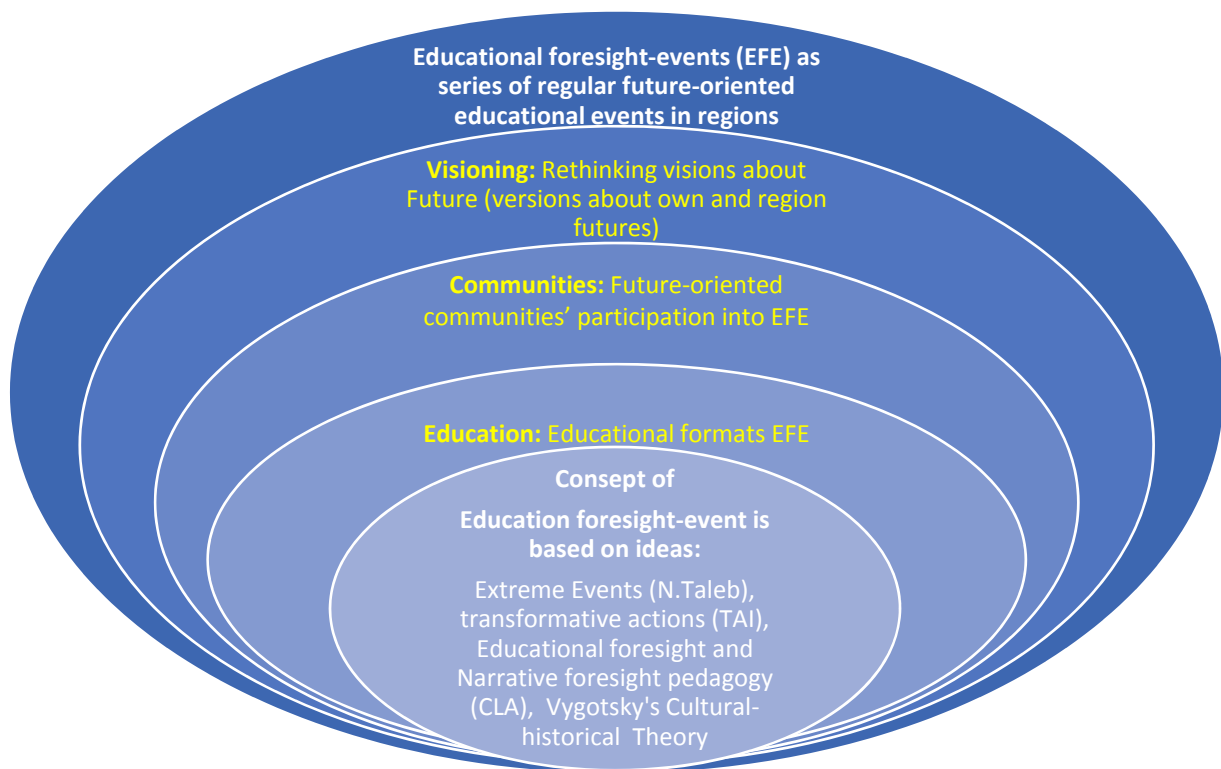 Educational foresight-events (EFE) as
series of regular future-oriented
educational events in regions
Visioning: Rethinking visions about
Future (versions about own and region
futures)
Communities: Future-oriented
communities’ participation into EFE
Education: Educational formats EFE
Consept of
Education foresight-event is
based on ideas:
Extreme Events (N.Taleb),
transformative actions (TAI),
Educational foresight and
Narrative foresight pedagogy
(CLA), Vygotsky's Cultural-
historical Theory